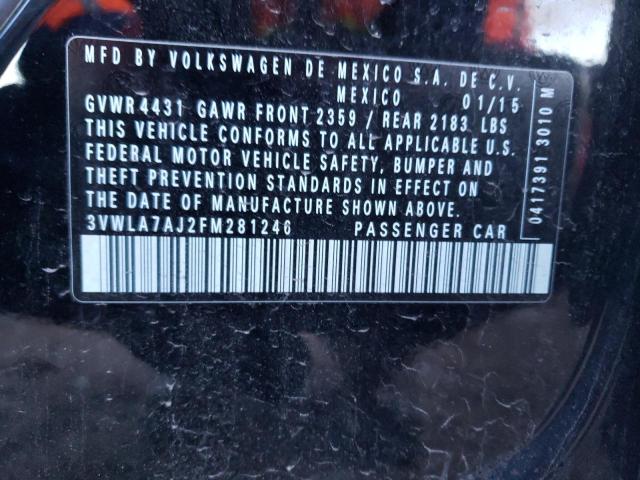 MFD BY VOLKSWAGEN DE MEXICO S.A. DE C.V.
MEXICO 01/15
GVWR 4431 GAWR FRONT 2359 / REAR 2183 LBS
THIS VEHICLE CONFORMS TO ALL APPLICABLE U.S.
FEDERAL MOTOR VEHICLE SAFETY, BUMPER AND
THEFT PREVENTION STANDARDS IN EFFECT ON
THE DATE OF MANUFACTURE SHOWN ABOVE.
3VWLA7AJ2FM281246 PASSENGER CAR
0417391 3010 M